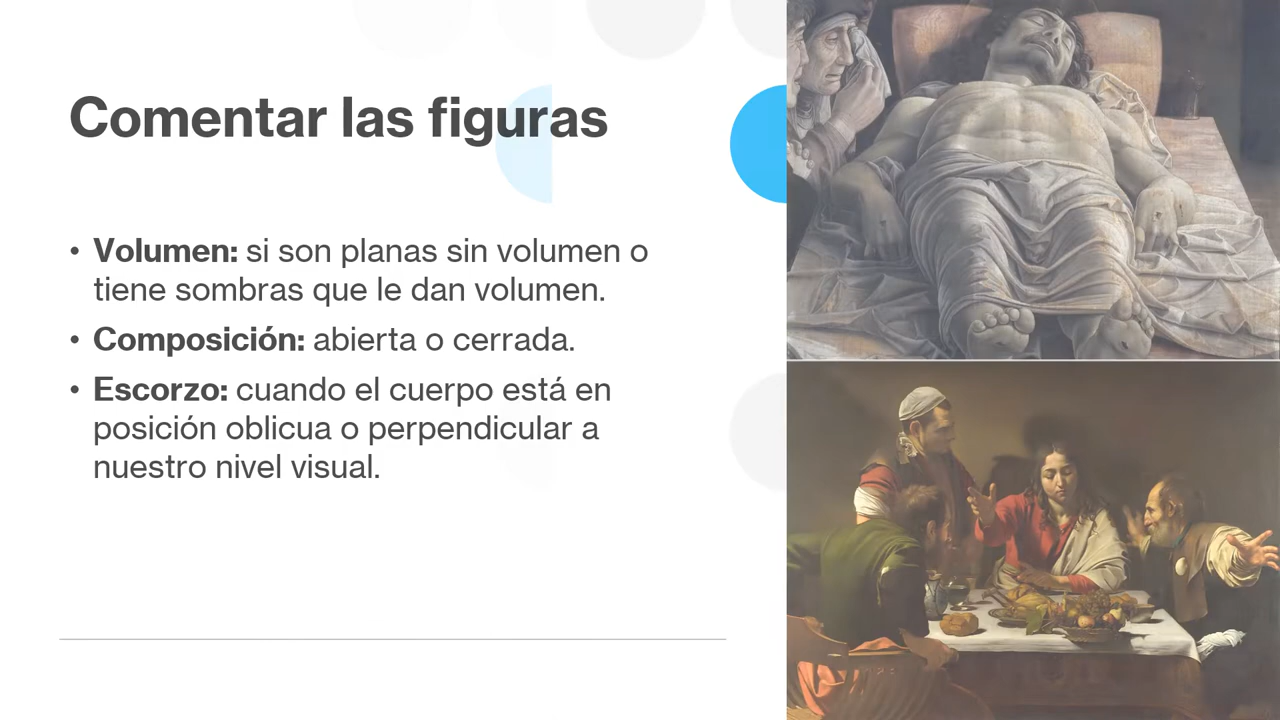 Comentar las figuras
• Volumen: si son planas sin volumen o
tiene sombras que le dan volumen.
• Composición: abierta o cerrada.
• Escorzo: cuando el cuerpo está en
posición oblicua o perpendicular a
nuestro nivel visual.